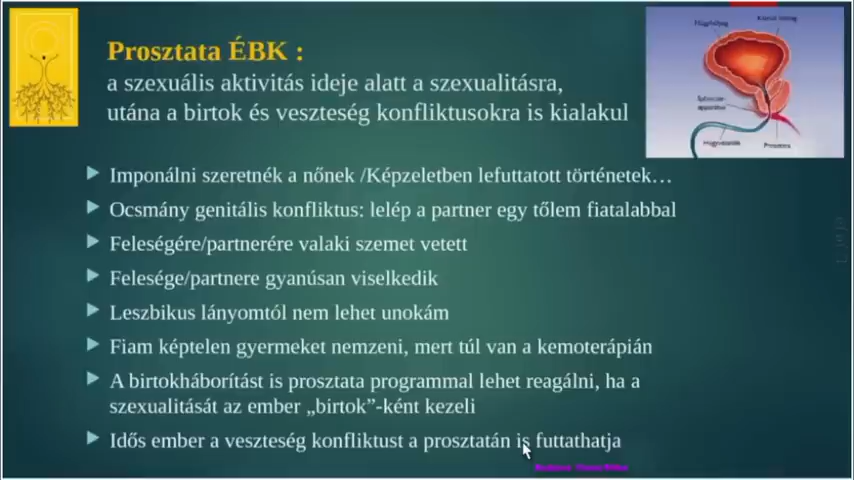 Prosztata ÉBK :
a szexuális aktivitás ideje alatt a szexualitásra,
utána a birtok és veszteség konfliktusokra is kialakul
Imponálni szeretnék a nőnek /Képzeletben lefuttatott történetek…
Ocsmány genitális konfliktus: lelép a partner egy tőlem fiatalabbal
Feleségére/partnerére valaki szemet vetett
Felesége/partnere gyanúsan viselkedik
Leszbikus lányomtól nem lehet unokám
Fiam képtelen gyermeket nemzeni, mert túl van a kemoterápián
A birtokháborítást is prosztata programmal lehet reagálni, ha a
szexualitását az ember „birtok”-ként kezeli
Idős ember a veszteség konfliktust a prosztatán is futtathatja
Prosztata